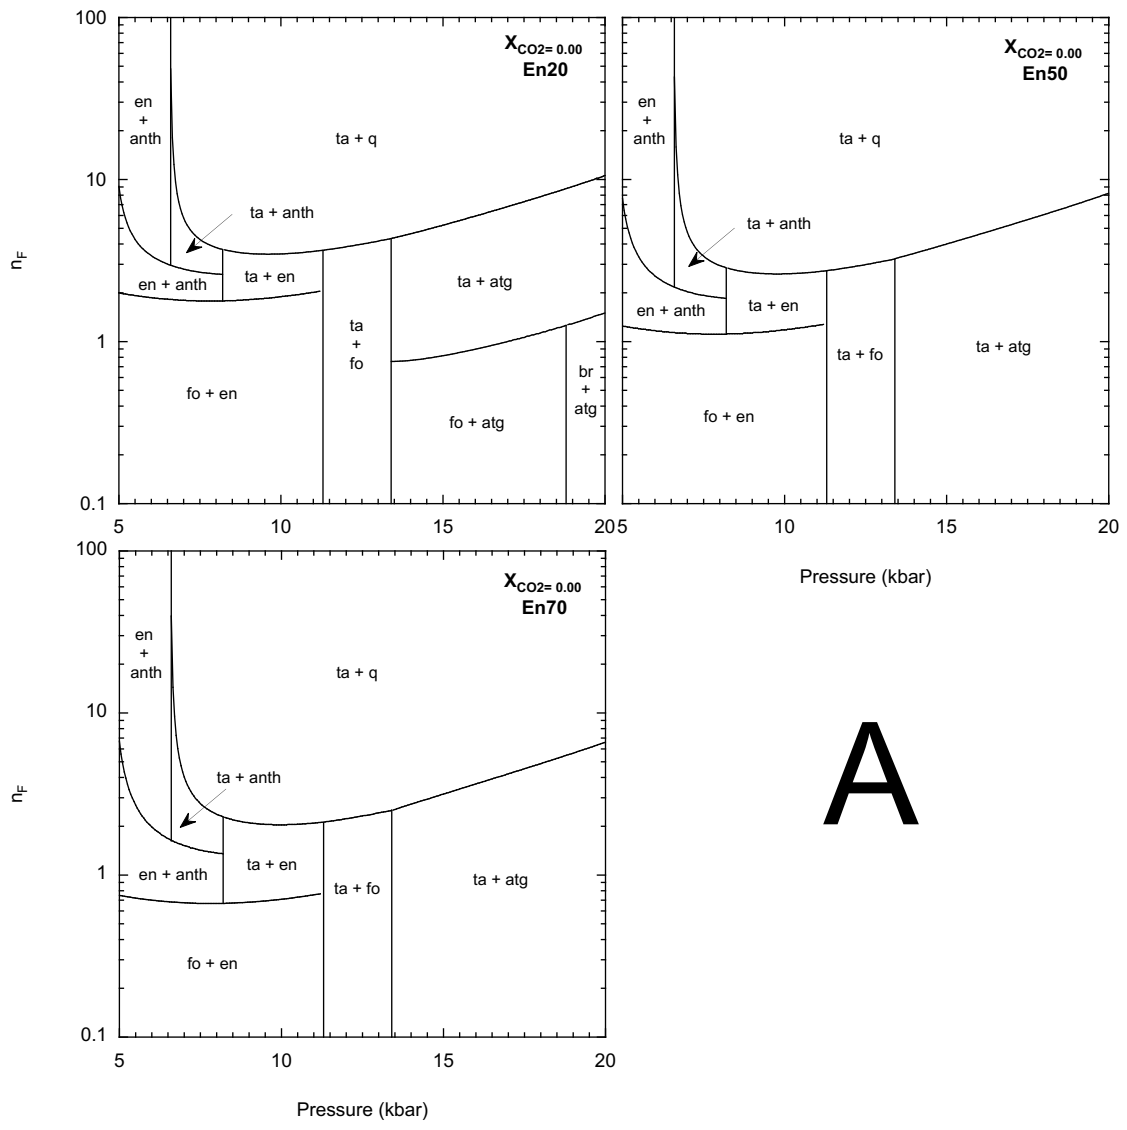 100
10
1
0.1
n_F
X_CO2= 0.00
En20
en
+
anth
ta + q
ta + anth
en + anth
ta + en
ta + atg
ta
+
fo
br
+
atg
fo + en
fo + atg
5 10 15 20
X_CO2= 0.00
En50
en
+
anth
ta + q
ta + anth
en + anth
ta + en
ta + fo
ta + atg
fo + en
5 10 15 20
Pressure (kbar)
100
10
1
0.1
n_F
X_CO2= 0.00
En70
en
+
anth
ta + q
ta + anth
en + anth
ta + en
ta + fo
ta + atg
fo + en
5 10 15 20
Pressure (kbar)
A